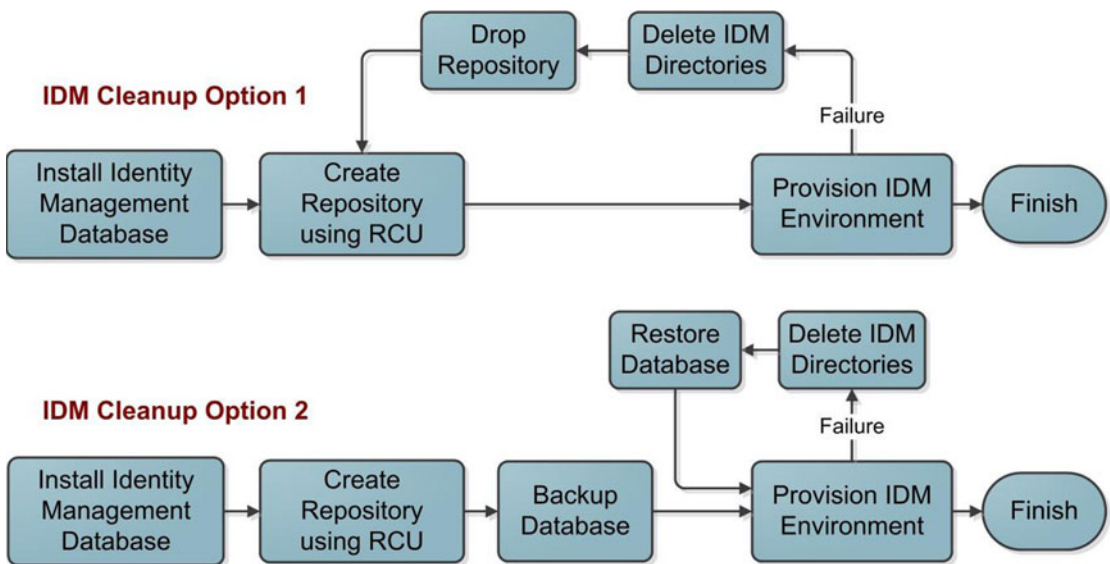 Drop
Repository
Delete IDM
Directories
IDM Cleanup Option 1
Failure
Install Identity
Management
Database
Create
Repository
using RCU
Provision IDM
Environment
Finish
Restore
Database
Delete IDM
Directories
IDM Cleanup Option 2
Failure
Install Identity
Management
Database
Create
Repository
using RCU
Backup
Database
Provision IDM
Environment
Finish